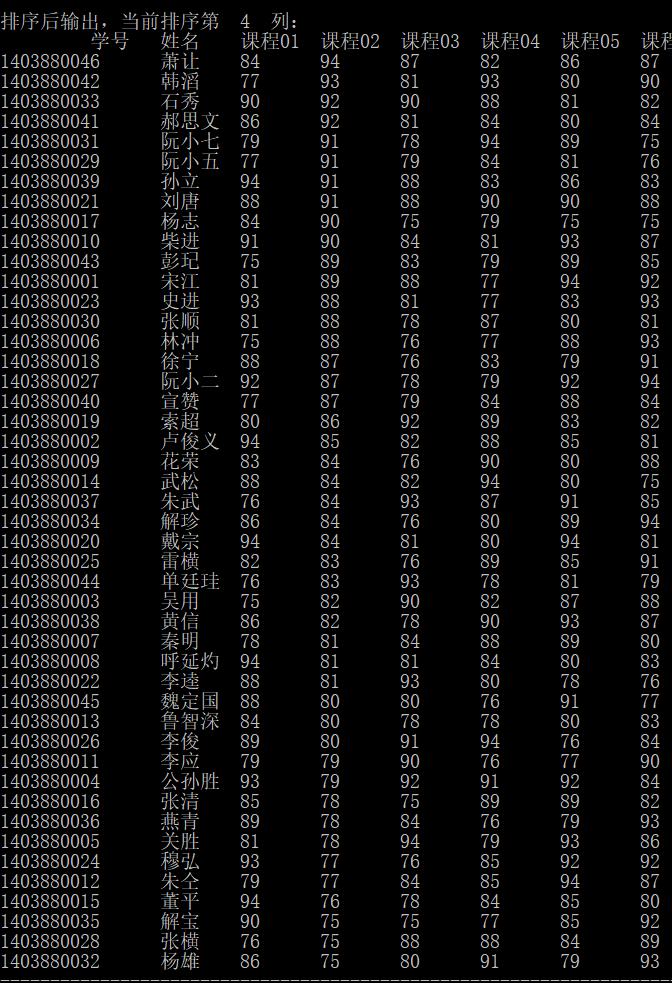 排序后输出，当前排序第  4  列：
学号 姓名 课程01 课程02 课程03 课程04 课程05 课程
1403880046 萧让 84 94 87 82 86 87
1403880042 韩滔 77 93 81 93 80 90
1403880033 石秀 90 92 90 88 81 82
1403880041 郝思文 86 92 81 84 80 84
1403880031 阮小七 79 91 78 94 89 75
1403880029 阮小五 77 91 79 84 81 76
1403880039 孙立 94 91 88 83 86 83
1403880021 刘唐 88 91 88 90 90 88
1403880017 杨志 84 90 75 79 75 75
1403880010 柴进 91 90 84 81 93 87
1403880043 彭玘 75 89 83 79 89 85
1403880001 宋江 81 89 88 77 94 92
1403880023 史进 93 88 81 77 83 93
1403880030 张顺 81 88 78 87 80 81
1403880006 林冲 75 88 76 77 88 93
1403880018 徐宁 88 87 76 83 79 91
1403880027 阮小二 92 87 78 79 92 94
1403880040 宣赞 77 87 79 84 88 84
1403880019 索超 80 86 92 89 83 82
1403880002 卢俊义 94 85 82 88 85 81
1403880009 花荣 83 84 76 90 80 88
1403880014 武松 88 84 82 94 80 75
1403880037 朱武 76 84 93 87 91 85
1403880034 解珍 86 84 76 80 89 94
1403880020 戴宗 94 84 81 80 94 81
1403880025 雷横 82 83 76 89 85 91
1403880044 单廷珪 76 83 93 78 81 79
1403880003 吴用 75 82 90 82 87 88
1403880038 黄信 86 82 78 90 93 87
1403880007 秦明 78 81 84 88 89 80
1403880008 呼延灼 94 81 81 84 80 83
1403880022 李逵 88 81 93 80 78 76
1403880045 魏定国 88 80 80 76 91 77
1403880013 鲁智深 84 80 78 78 80 83
1403880026 李俊 89 80 91 94 76 84
1403880011 李应 79 79 90 76 77 90
1403880004 公孙胜 93 79 92 91 92 84
1403880016 张清 85 78 75 89 89 82
1403880036 燕青 89 78 84 76 79 93
1403880005 关胜 81 78 94 79 93 86
1403880024 穆弘 93 77 76 85 92 92
1403880012 朱仝 79 77 84 85 94 87
1403880015 董平 94 76 78 84 85 80
1403880035 解宝 90 75 75 77 85 92
1403880028 张横 76 75 88 88 84 89
1403880032 杨雄 86 75 80 91 79 93